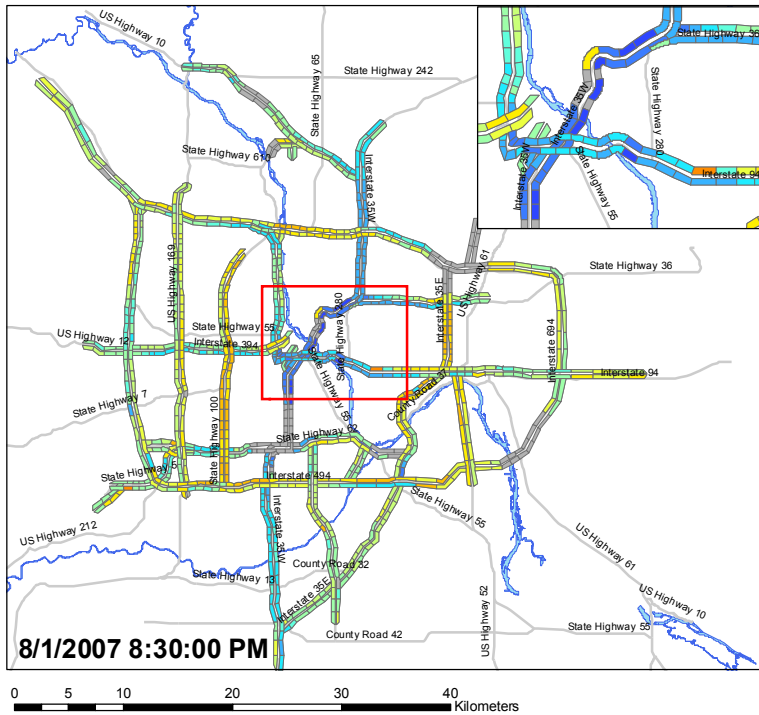 US Highway 10
State Highway 65
State Highway 242
State Highway 36
Interstate 35W
State Highway 280
Interstate 35W
Interstate 94
State Highway 55
State Highway 610
Interstate 35W
US Highway 169
US Highway 61
State Highway 36
Interstate 35E
State Highway 280
State Highway 55
US Highway 12
Interstate 394
Interstate 694
State Highway 55
Interstate 94
State Highway 7
County Road 37
State Highway 100
State Highway 62
State Highway 5
Interstate 494
State Highway 55
US Highway 212
Interstate 35W
US Highway 61
County Road 32
State Highway 13
Interstate 35E
US Highway 52
US Highway 10
State Highway 55
County Road 42
8/1/2007 8:30:00 PM
0 5 10 20 30 40
Kilometers